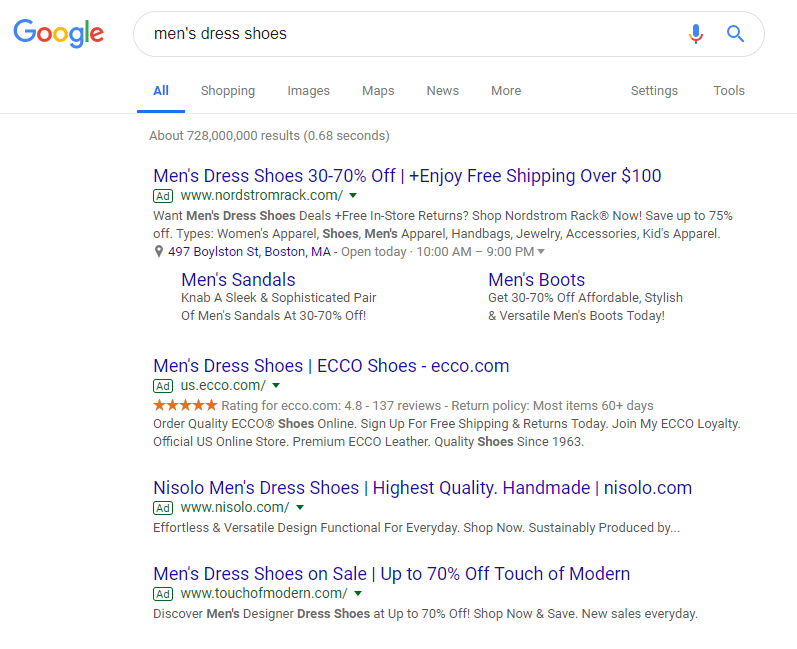 Google
men's dress shoes
All Shopping Images Maps News More Settings Tools
About 728,000,000 results (0.68 seconds)
Men's Dress Shoes 30-70% Off | +Enjoy Free Shipping Over $100
Ad www.nordstromrack.com/
Want Men's Dress Shoes Deals +Free In-Store Returns? Shop Nordstrom Rack® Now! Save up to 75%
off. Types: Women's Apparel, Shoes, Men's Apparel, Handbags, Jewelry, Accessories, Kid's Apparel.
497 Boylston St, Boston, MA - Open today · 10:00 AM – 9:00 PM
Men's Sandals
Knab A Sleek & Sophisticated Pair
Of Men's Sandals At 30-70% Off!
Men's Boots
Get 30-70% Off Affordable, Stylish
& Versatile Men's Boots Today!
Men's Dress Shoes | ECCO Shoes - ecco.com
Ad us.ecco.com/
★★★★★ Rating for ecco.com: 4.8 - 137 reviews - Return policy: Most items 60+ days
Order Quality ECCO® Shoes Online. Sign Up For Free Shipping & Returns Today. Join My ECCO Loyalty.
Official US Online Store. Premium ECCO Leather. Quality Shoes Since 1963.
Nisolo Men's Dress Shoes | Highest Quality. Handmade | nisolo.com
Ad www.nisolo.com/
Effortless & Versatile Design Functional For Everyday. Shop Now. Sustainably Produced by...
Men's Dress Shoes on Sale | Up to 70% Off Touch of Modern
Ad www.touchofmodern.com/
Discover Men's Designer Dress Shoes at Up to 70% Off! Shop Now & Save. New sales everyday.